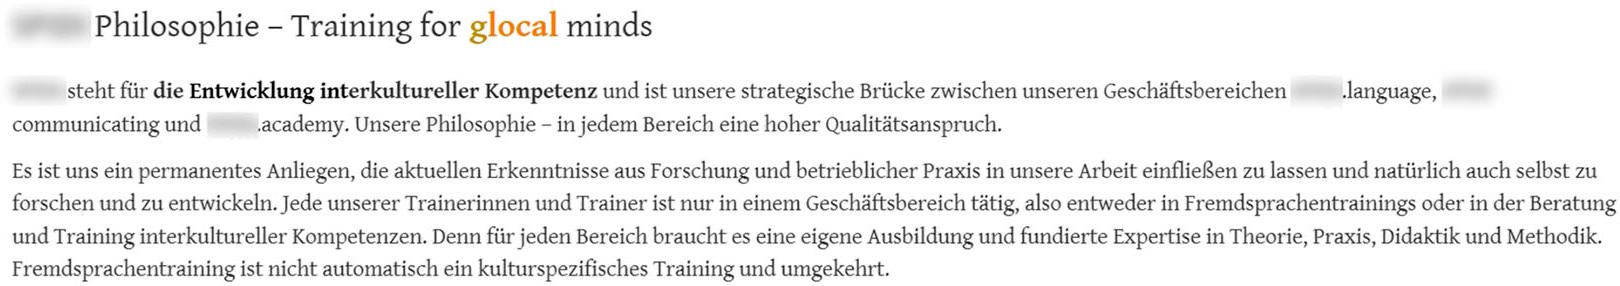 Philosophie – Training for glocal minds
steht für die Entwicklung interkultureller Kompetenz und ist unsere strategische Brücke zwischen unseren Geschäftsbereichen .language,
communicating und .academy. Unsere Philosophie – in jedem Bereich eine hoher Qualitätsanspruch.
Es ist uns ein permanentes Anliegen, die aktuellen Erkenntnisse aus Forschung und betrieblicher Praxis in unsere Arbeit einfließen zu lassen und natürlich auch selbst zu
forschen und zu entwickeln. Jede unserer Trainerinnen und Trainer ist nur in einem Geschäftsbereich tätig, also entweder in Fremdsprachentrainings oder in der Beratung
und Training interkultureller Kompetenzen. Denn für jeden Bereich braucht es eine eigene Ausbildung und fundierte Expertise in Theorie, Praxis, Didaktik und Methodik.
Fremdsprachentraining ist nicht automatisch ein kulturspezifisches Training und umgekehrt.